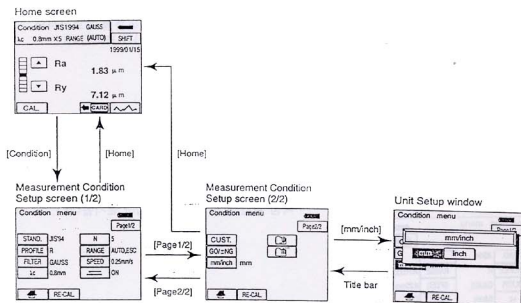 Home screen
Condition JIS1994 GAUSS
λc 0.8mm X5 RANGE (AUTO) SHIFT
1999/01/15
Ra
1.83 μm
Ry
7.12 μm
CAL. CARD
[Condition] [Home] [Home]
Measurement Condition
Setup screen (1/2)
Condition menu
Page1/2
STAND. JIS'94 N 5
PROFILE R RANGE AUTO,ESC
FILTER GAUSS SPEED 0.25mm/s
λc 0.8mm ON
RE-CAL.
[Page1/2]
[Page2/2]
Measurement Condition
Setup screen (2/2)
Condition menu
Page2/2
CUST.
GO/±NG
mm/inch mm
RE-CAL.
[mm/inch]
Title bar
Unit Setup window
Condition menu
mm/inch
inch
RE-CAL.